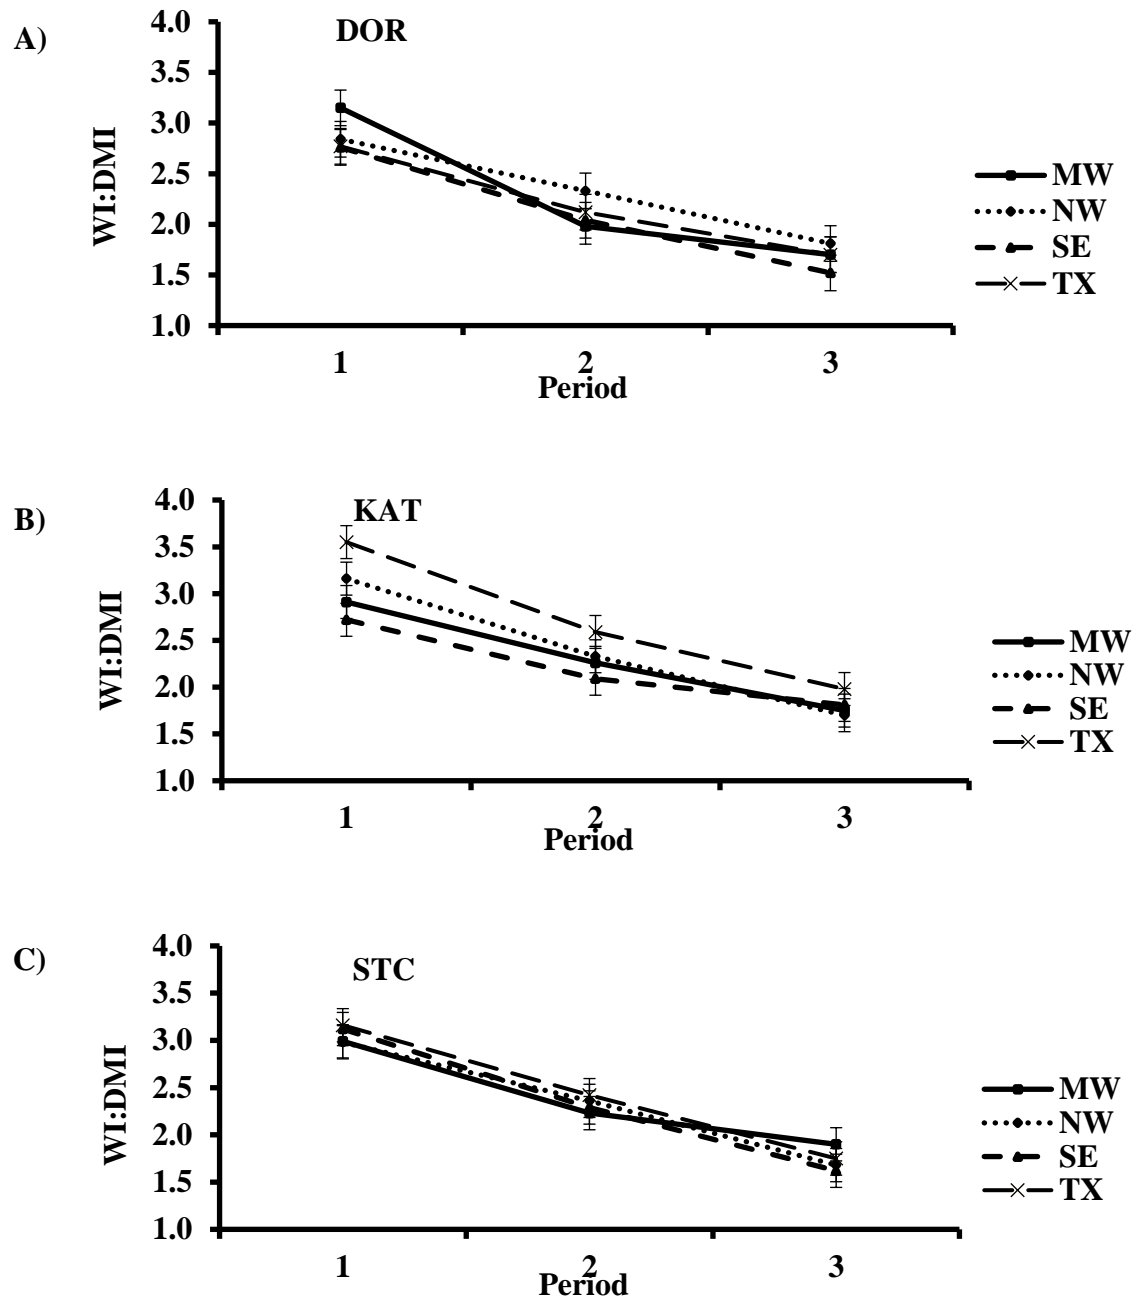 A)
DOR
WI:DMI
4.0
3.5
3.0
2.5
2.0
1.5
1.0
1 2 3
Period
MW
NW
SE
TX
B)
KAT
WI:DMI
4.0
3.5
3.0
2.5
2.0
1.5
1.0
1 2 3
Period
MW
NW
SE
TX
C)
STC
WI:DMI
4.0
3.5
3.0
2.5
2.0
1.5
1.0
1 2 3
Period
MW
NW
SE
TX